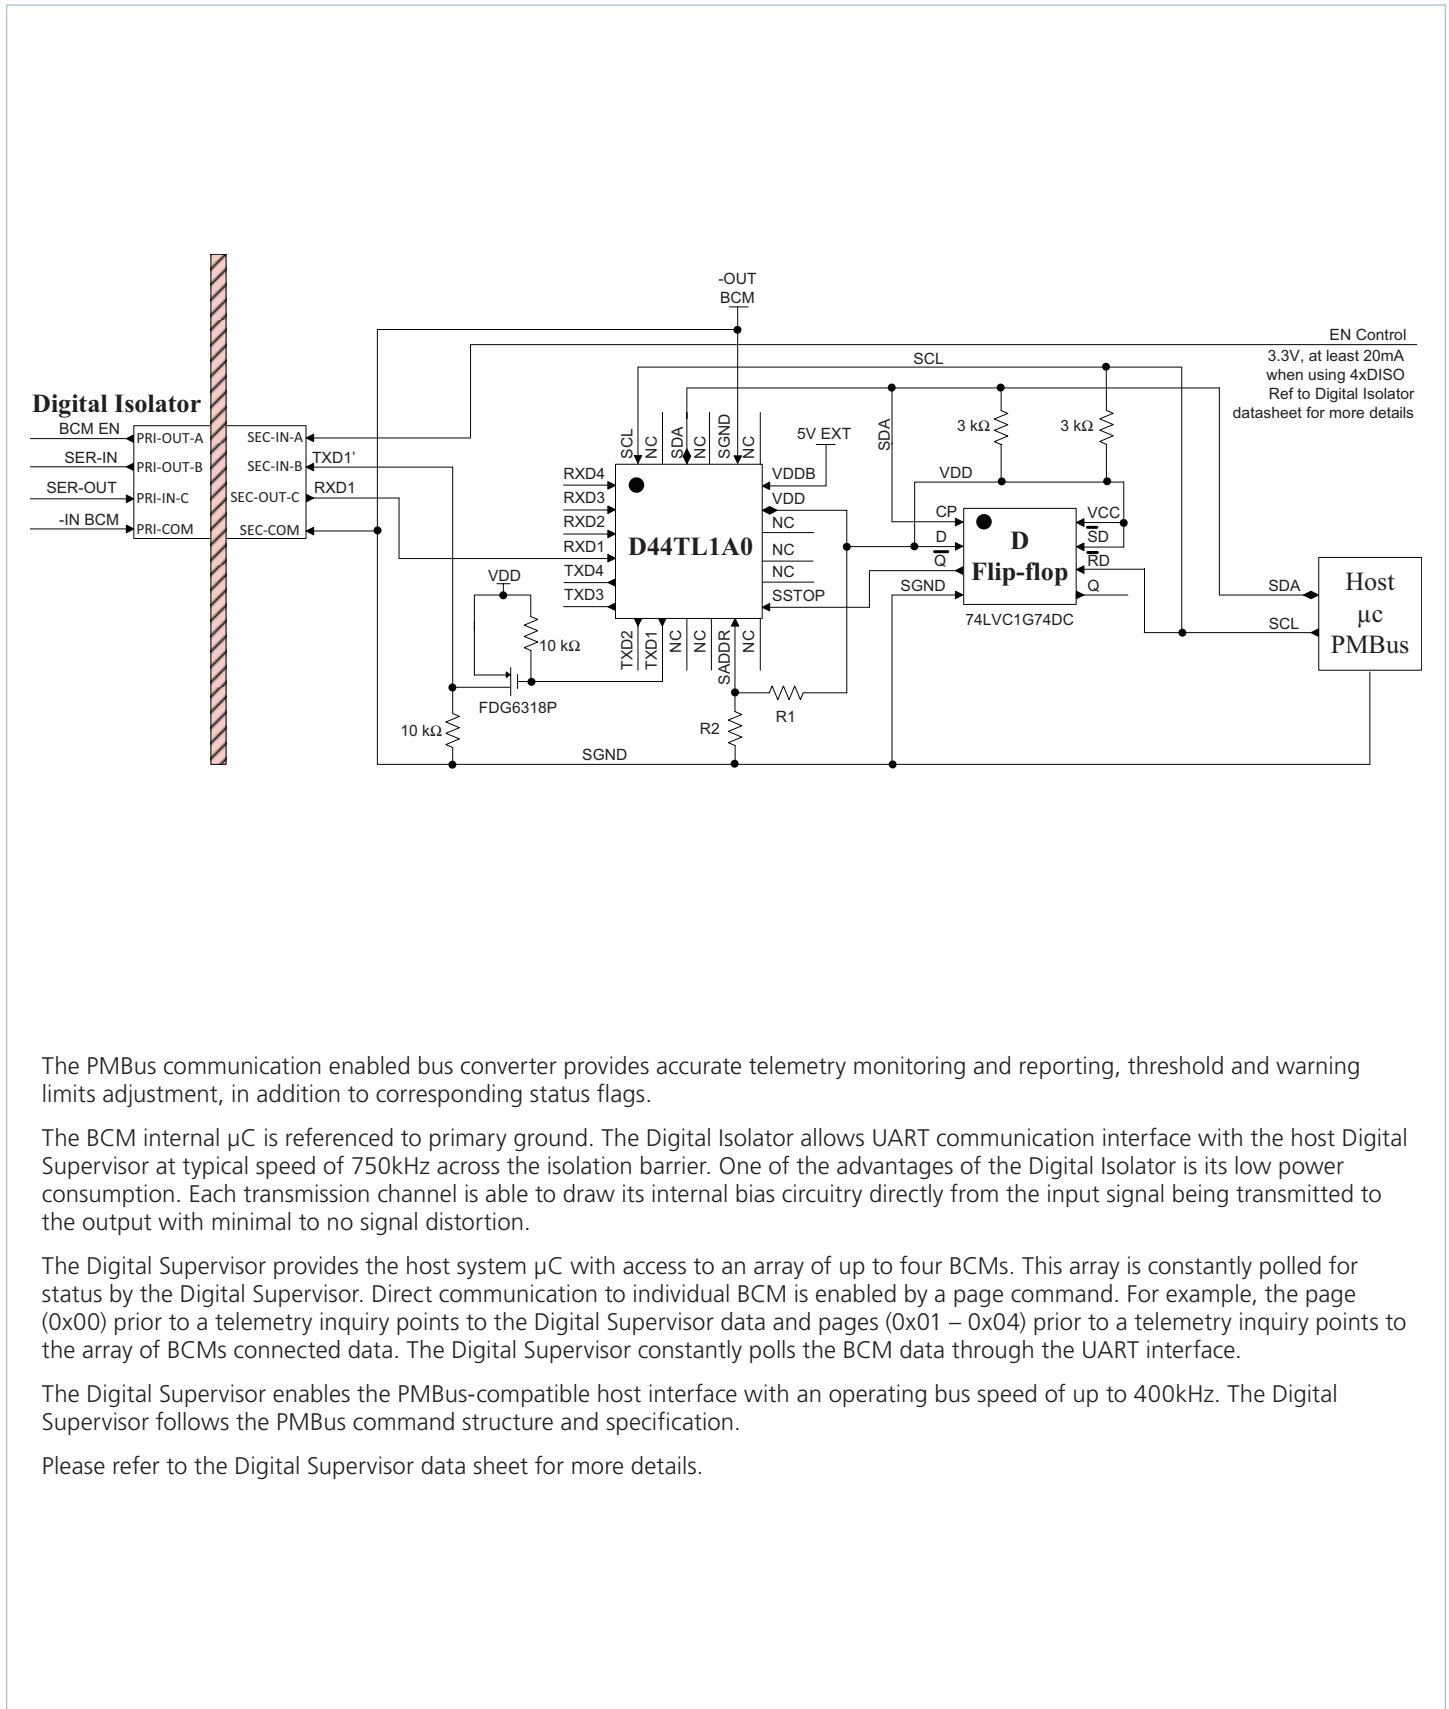 -OUT
BCM
EN Control
3.3V, at least 20mA
when using 4xDISO
Ref to Digital Isolator
datasheet for more details
SCL
Digital Isolator
BCM EN
SER-IN
SER-OUT
-IN BCM
PRI-OUT-A
PRI-OUT-B
PRI-IN-C
PRI-COM
SEC-IN-A
SEC-IN-B
SEC-OUT-C
SEC-COM
TXD1'
RXD1
VDD
10 kΩ
FDG6318P
10 kΩ
SGND
SCL
NC
SDA
NC
SGND
NC
5V EXT
RXD4
RXD3
RXD2
RXD1
TXD4
TXD3
D44TL1A0
VDDB
VDD
NC
NC
NC
SSTOP
TXD2
TXD1
NC
NC
SADDR
NC
R1
R2
SDA
3 kΩ
3 kΩ
VDD
CP
D
Q
SGND
D
Flip-flop
VCC
SD
RD
Q
74LVC1G74DC
SDA
SCL
Host
µc
PMBus
The PMBus communication enabled bus converter provides accurate telemetry monitoring and reporting, threshold and warning
limits adjustment, in addition to corresponding status flags.
The BCM internal µC is referenced to primary ground. The Digital Isolator allows UART communication interface with the host Digital
Supervisor at typical speed of 750kHz across the isolation barrier. One of the advantages of the Digital Isolator is its low power
consumption. Each transmission channel is able to draw its internal bias circuitry directly from the input signal being transmitted to
the output with minimal to no signal distortion.
The Digital Supervisor provides the host system µC with access to an array of up to four BCMs. This array is constantly polled for
status by the Digital Supervisor. Direct communication to individual BCM is enabled by a page command. For example, the page
(0x00) prior to a telemetry inquiry points to the Digital Supervisor data and pages (0x01 – 0x04) prior to a telemetry inquiry points to
the array of BCMs connected data. The Digital Supervisor constantly polls the BCM data through the UART interface.
The Digital Supervisor enables the PMBus-compatible host interface with an operating bus speed of up to 400kHz. The Digital
Supervisor follows the PMBus command structure and specification.
Please refer to the Digital Supervisor data sheet for more details.